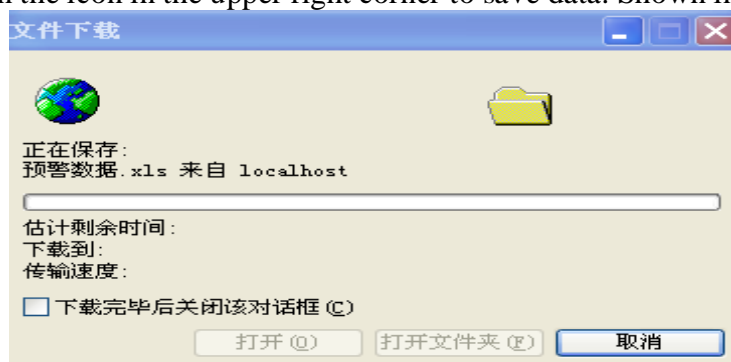 n the icon in the upper right corner to save data. Shown i
文件下载
正在保存:
预警数据.xls 来自 localhost
估计剩余时间:
下载到:
传输速度:
下载完毕后关闭该对话框(C)
打开(O) 打开文件夹(F) 取消